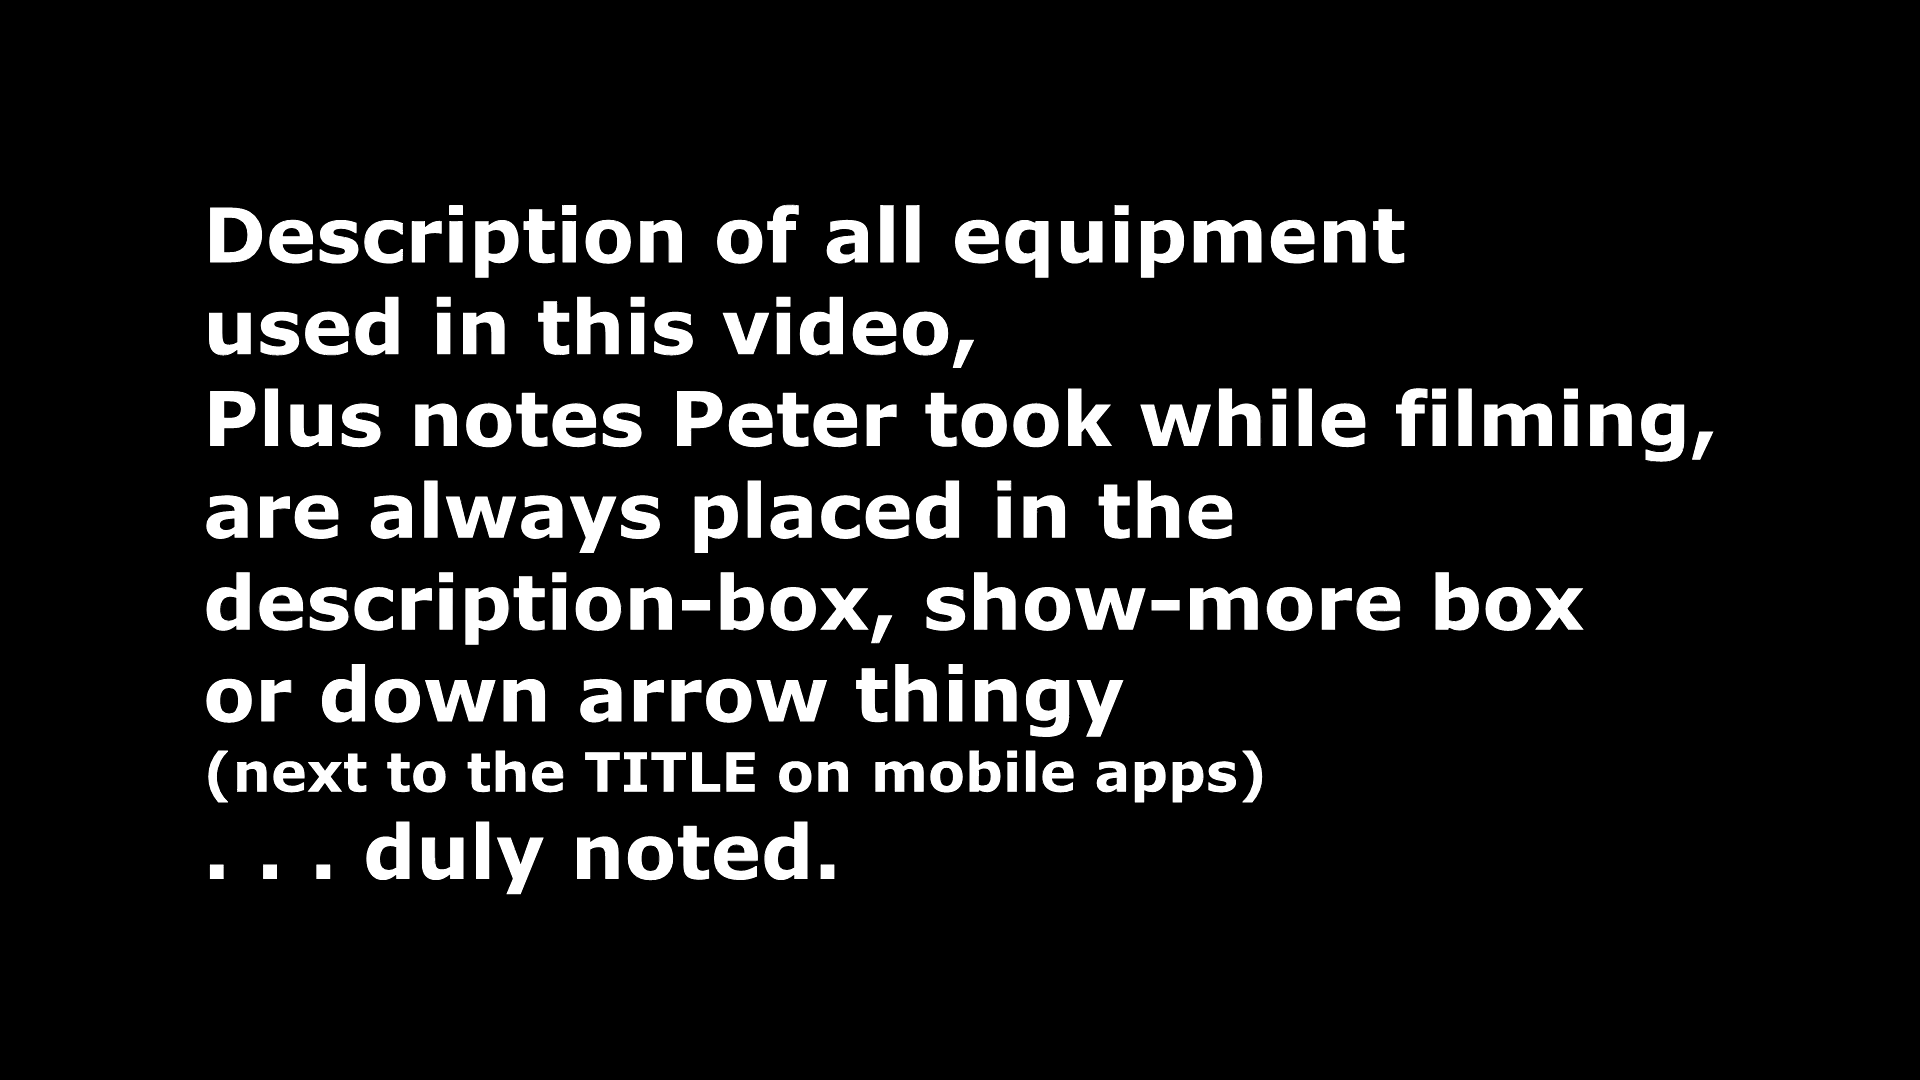 Description of all equipment
used in this video,
Plus notes Peter took while filming,
are always placed in the
description-box, show-more box
or down arrow thingy
(next to the TITLE on mobile apps)
. . . duly noted.